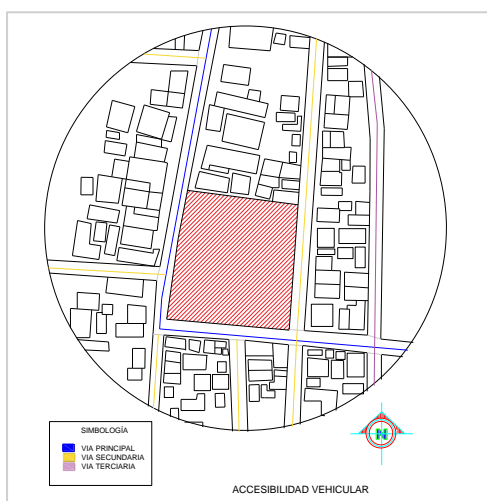 SIMBOLOGÍA
VIA PRINCIPAL
VIA SECUNDARIA
VIA TERCIARIA
N
ACCESIBILIDAD VEHICULAR